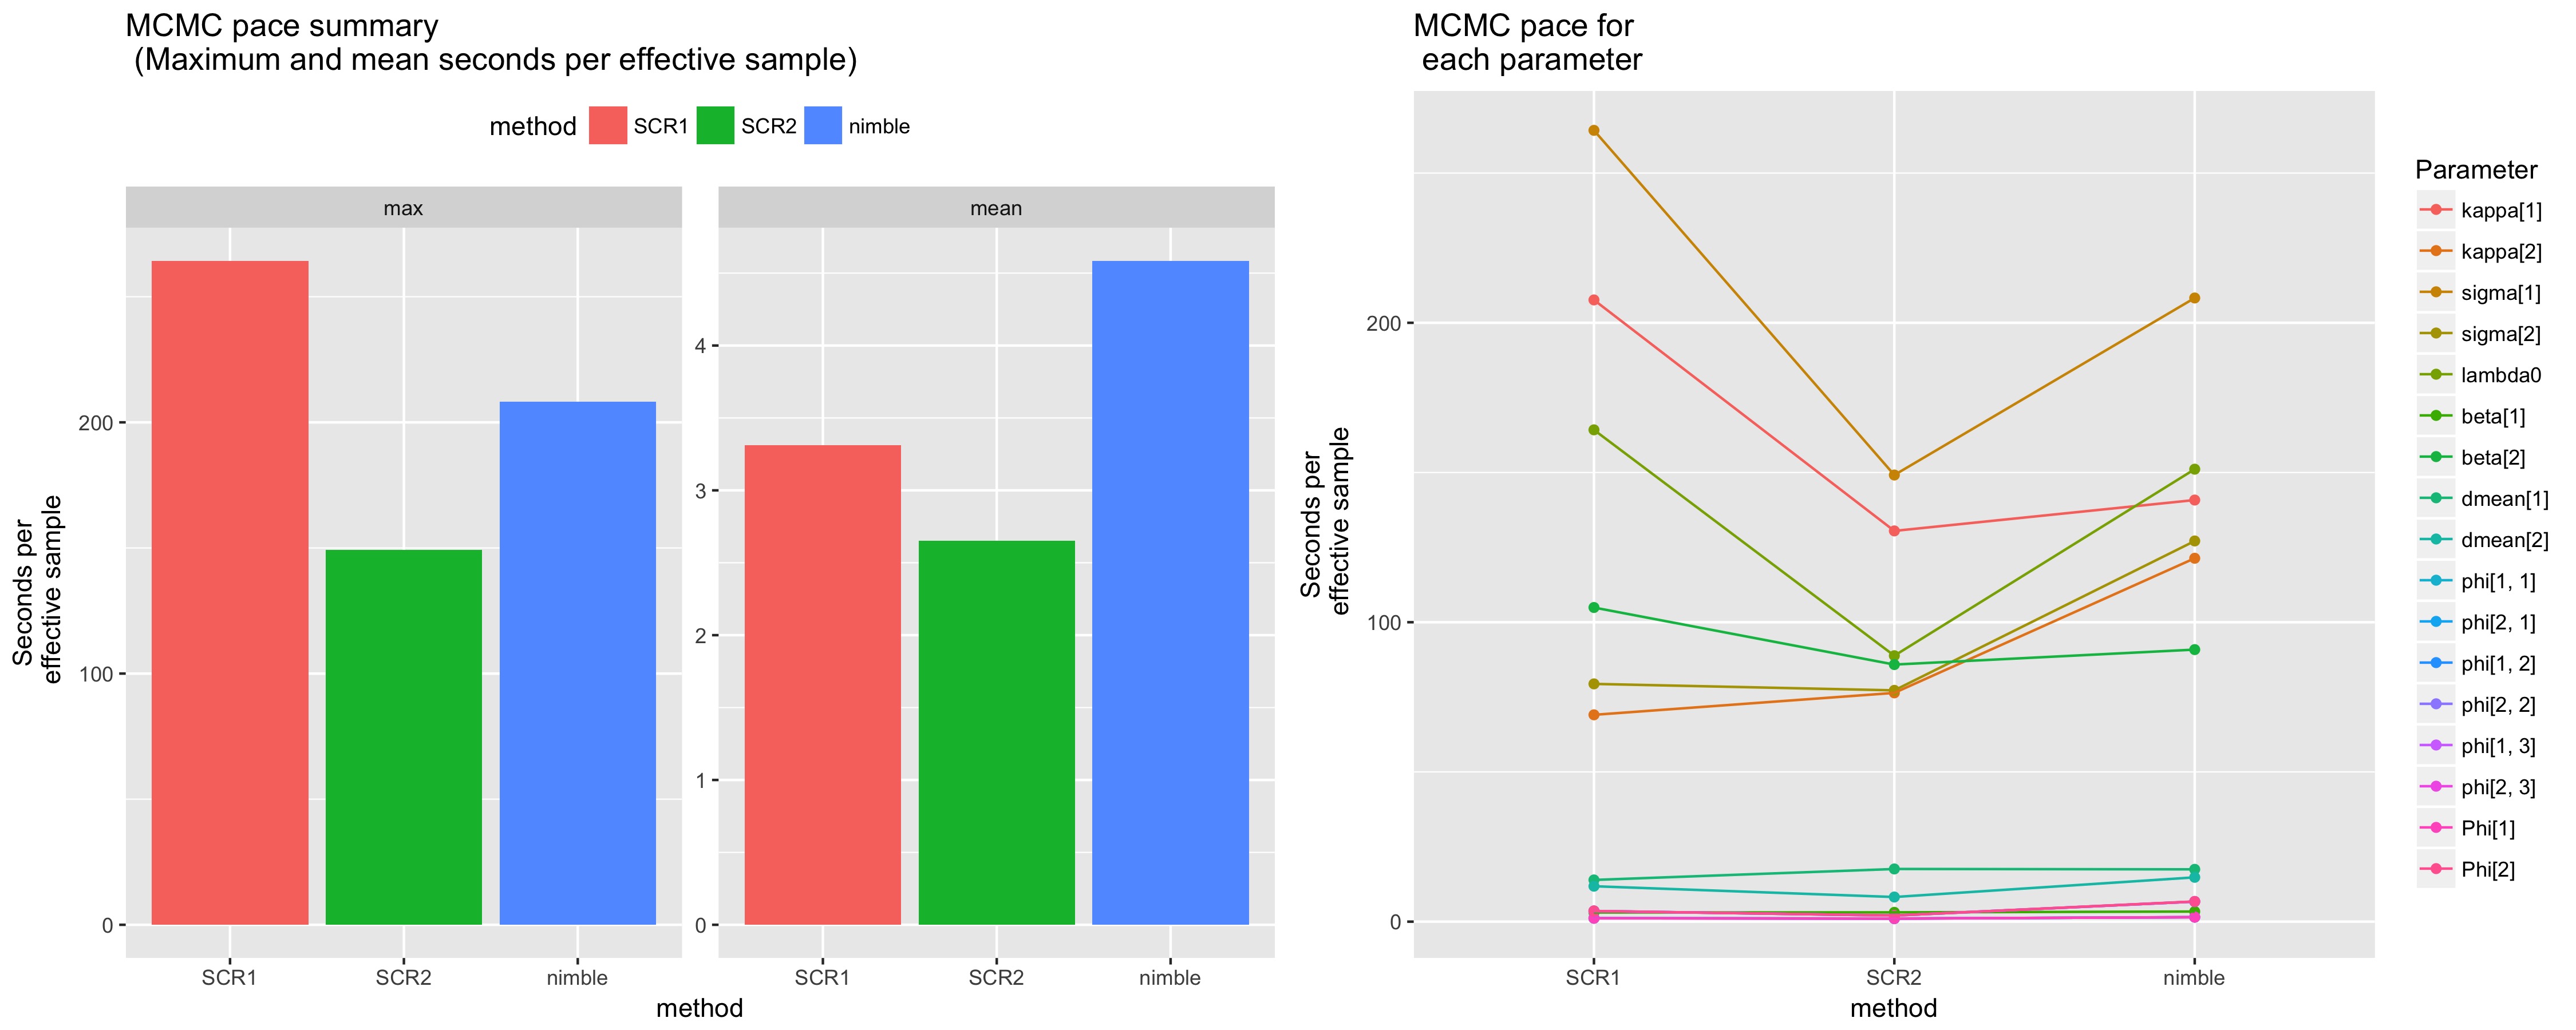 MCMC pace summary
(Maximum and mean seconds per effective sample)
method SCR1 SCR2 nimble
max
mean
Seconds per
effective sample
200
100
0
4
3
2
1
0
SCR1 SCR2 nimble
SCR1 SCR2 nimble
method
MCMC pace for
each parameter
Seconds per
effective sample
200
100
0
SCR1 SCR2 nimble
method
Parameter
kappa[1]
kappa[2]
sigma[1]
sigma[2]
lambda0
beta[1]
beta[2]
dmean[1]
dmean[2]
phi[1, 1]
phi[2, 1]
phi[1, 2]
phi[2, 2]
phi[1, 3]
phi[2, 3]
Phi[1]
Phi[2]